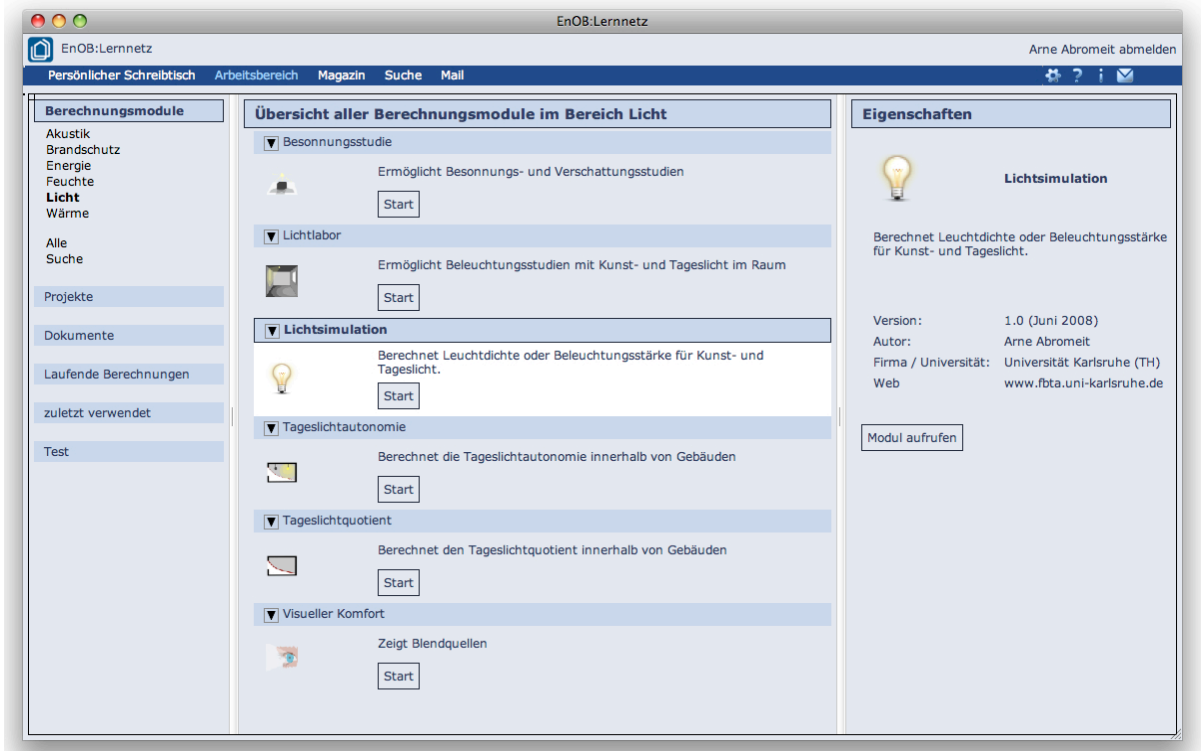 EnOB:Lernnetz
EnOB:Lernnetz
Arne Abromeit abmelden
Persönlicher Schreibtisch Arbeitsbereich Magazin Suche Mail
Berechnungsmodule
Akustik
Brandschutz
Energie
Feuchte
Licht
Wärme
Alle
Suche
Projekte
Dokumente
Laufende Berechnungen
zuletzt verwendet
Test
Übersicht aller Berechnungsmodule im Bereich Licht
Besonnungsstudie
Ermöglicht Besonnungs- und Verschattungsstudien
Start
Lichtlabor
Ermöglicht Beleuchtungsstudien mit Kunst- und Tageslicht im Raum
Start
Lichtsimulation
Berechnet Leuchtdichte oder Beleuchtungsstärke für Kunst- und
Tageslicht.
Start
Tageslichtautonomie
Berechnet die Tageslichtautonomie innerhalb von Gebäuden
Start
Tageslichtquotient
Berechnet den Tageslichtquotient innerhalb von Gebäuden
Start
Visueller Komfort
Zeigt Blendquellen
Start
Eigenschaften
Lichtsimulation
Berechnet Leuchtdichte oder Beleuchtungsstärke
für Kunst- und Tageslicht.
Version: 1.0 (Juni 2008)
Autor: Arne Abromeit
Firma / Universität: Universität Karlsruhe (TH)
Web www.fbta.uni-karlsruhe.de
Modul aufrufen